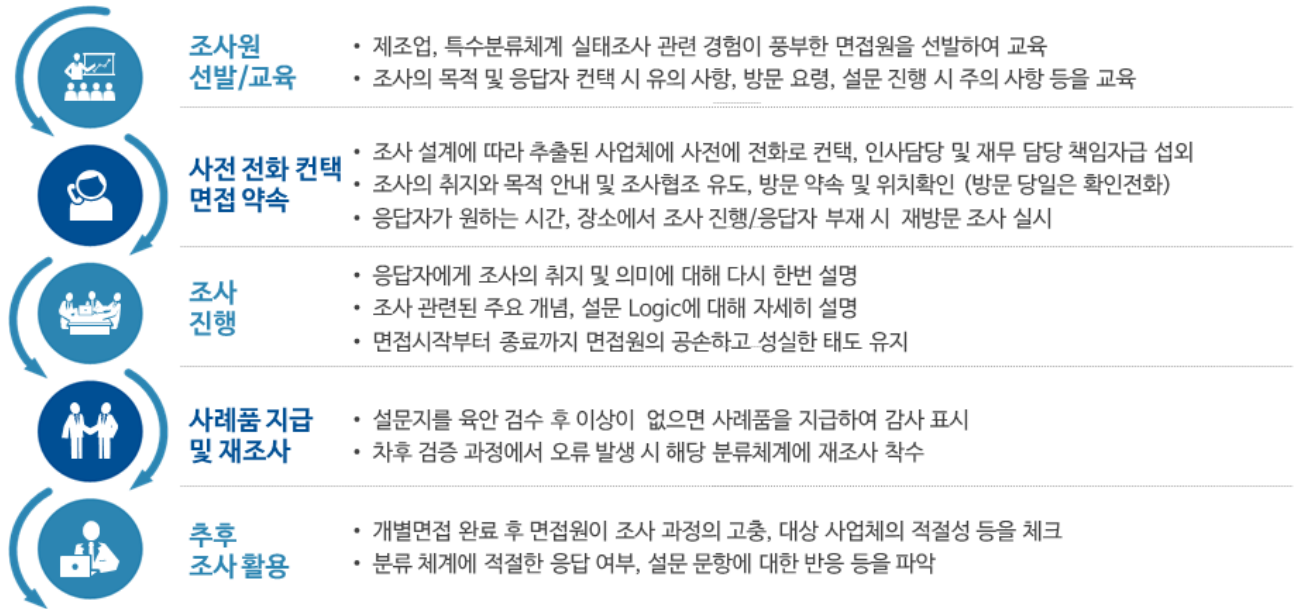 조사원
선발/교육
• 제조업, 특수분류체계 실태조사 관련 경험이 풍부한 면접원을 선발하여 교육
• 조사의 목적 및 응답자 컨택 시 유의 사항, 방문 요령, 설문 진행 시 주의 사항 등을 교육
사전 전화 컨택
면접 약속
• 조사 설계에 따라 추출된 사업체에 사전에 전화로 컨택, 인사담당 및 재무 담당 책임자급 섭외
• 조사의 취지와 목적 안내 및 조사협조 유도, 방문 약속 및 위치확인 (방문 당일은 확인전화)
• 응답자가 원하는 시간, 장소에서 조사 진행/응답자 부재 시 재방문 조사 실시
조사
진행
• 응답자에게 조사의 취지 및 의미에 대해 다시 한번 설명
• 조사 관련된 주요 개념, 설문 Logic에 대해 자세히 설명
• 면접시작부터 종료까지 면접원의 공손하고 성실한 태도 유지
사례품 지급
및 재조사
• 설문지를 육안 검수 후 이상이 없으면 사례품을 지급하여 감사 표시
• 차후 검증 과정에서 오류 발생 시 해당 분류체계에 재조사 착수
추후
조사 활용
• 개별면접 완료 후 면접원이 조사 과정의 고충, 대상 사업체의 적절성 등을 체크
• 분류 체계에 적절한 응답 여부, 설문 문항에 대한 반응 등을 파악